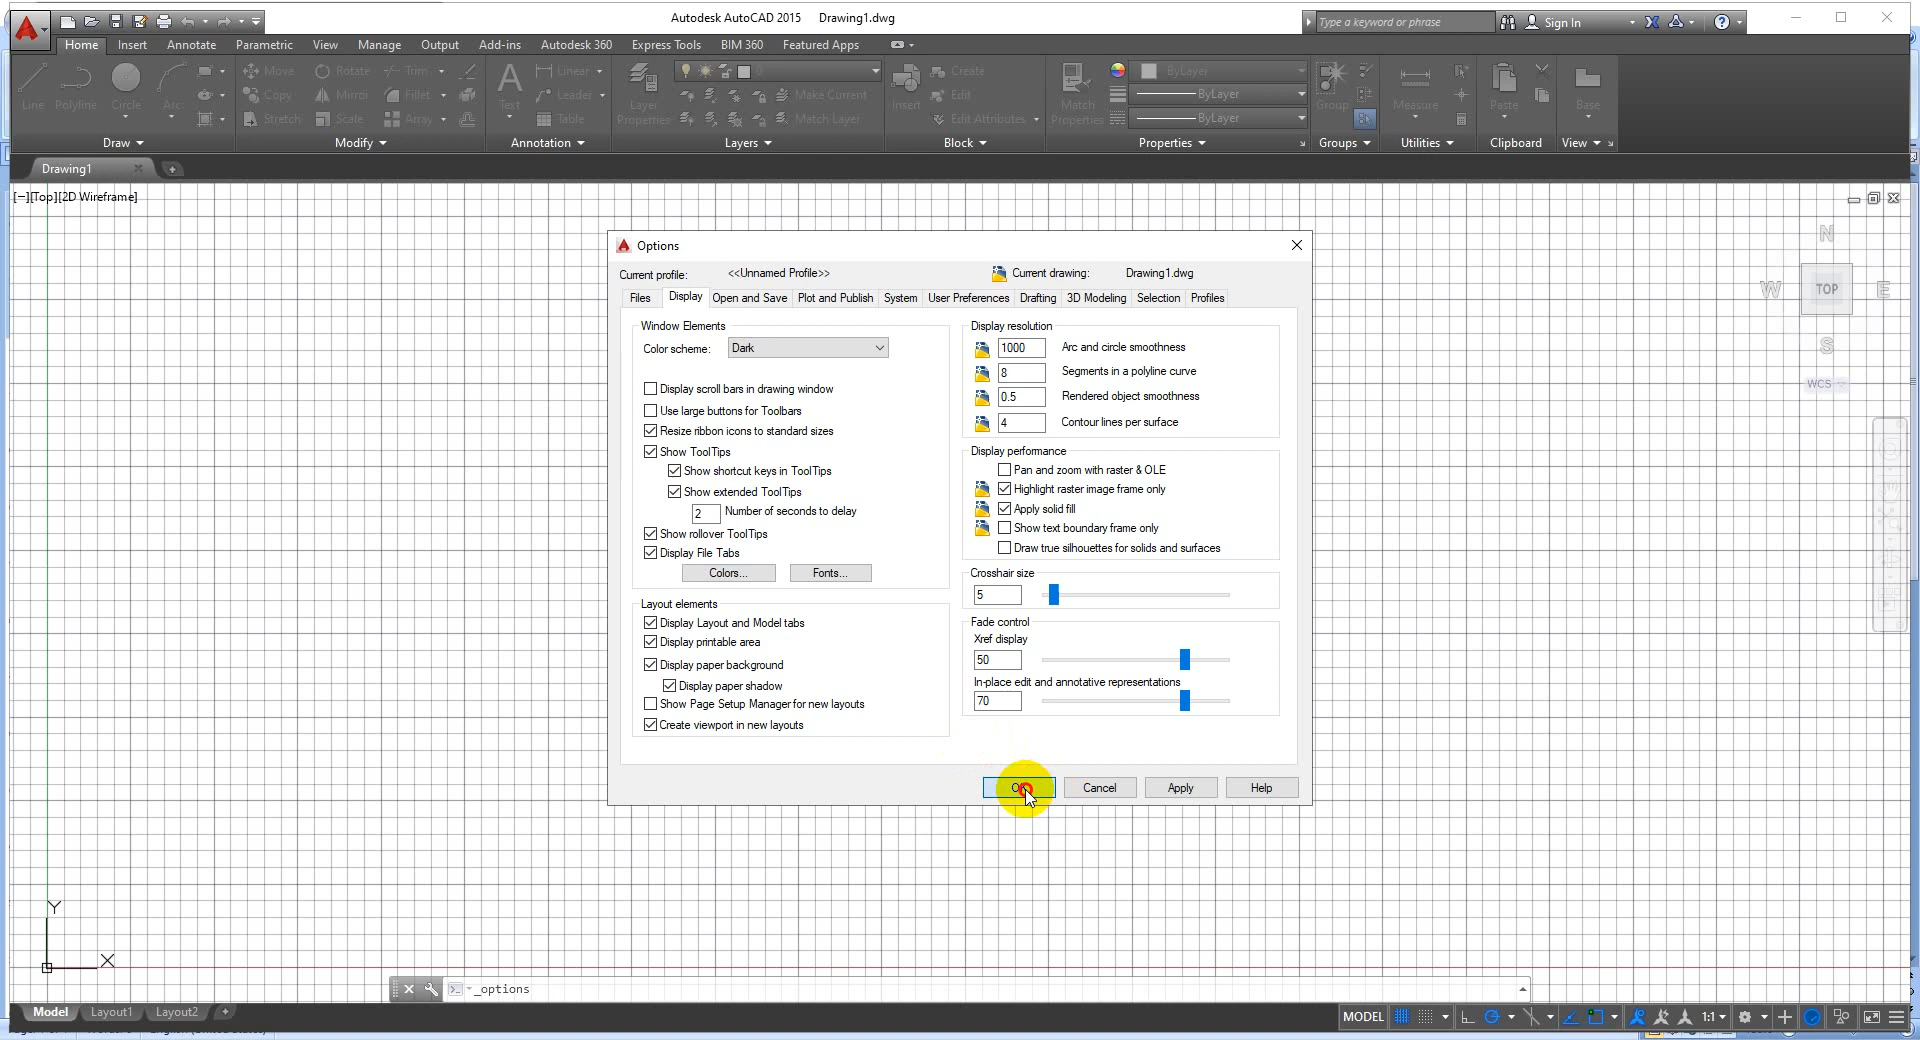 Autodesk AutoCAD 2015 Drawing1.dwg
Type a keyword or phrase
Sign In
Home Insert Annotate Parametric View Manage Output Add-ins Autodesk 360 Express Tools BIM 360 Featured Apps
Line Polyline Circle Arc
Move Rotate Trim
Copy Mirror Fillet
Stretch Scale Array
Text
Linear
Leader
Table
Layer
Properties
0
Make Current
Match Layer
Insert
Create
Edit
Edit Attributes
Match
Properties
ByLayer
ByLayer
ByLayer
Group
Measure
Paste
Base
Draw Modify Annotation Layers Block Properties Groups Utilities Clipboard View
Drawing1
[−][Top][2D Wireframe]
N
W TOP E
S
WCS
Options
Current profile: <<Unnamed Profile>> Current drawing: Drawing1.dwg
Files Display Open and Save Plot and Publish System User Preferences Drafting 3D Modeling Selection Profiles
Window Elements
Color scheme: Dark
Display scroll bars in drawing window
Use large buttons for Toolbars
Resize ribbon icons to standard sizes
Show ToolTips
Show shortcut keys in ToolTips
Show extended ToolTips
2 Number of seconds to delay
Show rollover ToolTips
Display File Tabs
Colors... Fonts...
Layout elements
Display Layout and Model tabs
Display printable area
Display paper background
Display paper shadow
Show Page Setup Manager for new layouts
Create viewport in new layouts
Display resolution
1000 Arc and circle smoothness
8 Segments in a polyline curve
0.5 Rendered object smoothness
4 Contour lines per surface
Display performance
Pan and zoom with raster & OLE
Highlight raster image frame only
Apply solid fill
Show text boundary frame only
Draw true silhouettes for solids and surfaces
Crosshair size
5
Fade control
Xref display
50
In-place edit and annotative representations
70
Cancel Apply Help
Y
X
_options
Model Layout1 Layout2
MODEL 1:1